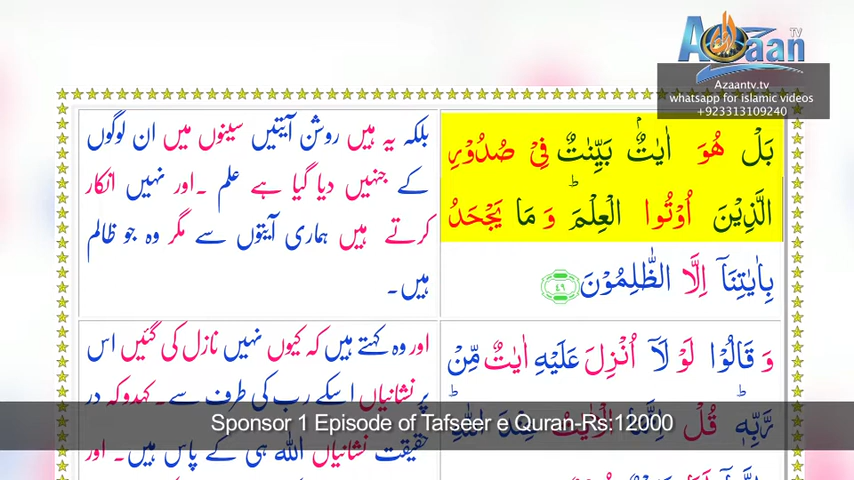 Azaan TV
Azaantv.tv
whatsapp for islamic videos
+923313109240
بَلْ هُوَ اٰيٰتٌۢ بَيِّنٰتٌ فِىْ صُدُوْرِ
الَّذِيْنَ اُوْتُوا الْعِلْمَ ؕ وَ مَا يَجْحَدُ
بِاٰيٰتِنَاۤ اِلَّا الظّٰلِمُوْنَ ۴۹
بلکہ یہ ہیں روشن آیتیں سینوں میں ان لوگوں
کے جنہیں دیا گیا ہے علم ۔اور نہیں انکار
کرتے ہیں ہماری آیتوں سے مگر وہ جو ظالم
ہیں۔
وَ قَالُوْا لَوْ لَاۤ اُنْزِلَ عَلَيْهِ اٰيٰتٌ مِّنْ
رَّبِّهٖ ؕ قُلْ اِنَّمَا الْاٰيٰتُ عِنْدَ اللّٰهِ ؕ
اور وہ کہتے ہیں کہ کیوں نہیں نازل کی گئیں اس
پر نشانیاں اسکے رب کی طرف سے۔ کہدو کہ در
حقیقت نشانیاں اللہ ہی کے پاس ہیں۔ اور
Sponsor 1 Episode of Tafseer e Quran-Rs:12000